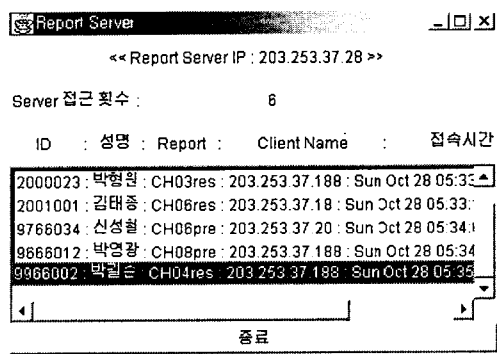 Report Server
<< Report Server IP : 203.253.37.28 >>
Server 접근 횟수 : 6
ID : 성명 : Report : Client Name : 접속시간
2000023 : 박형원 : CH03res : 203.253.37.188 : Sun Oct 28 05:33
2001001 : 김태종 : CH06res : 203.253.37.18 : Sun Oct 28 05:33:
9766034 : 신성철 : CH06pre : 203.253.37.20 : Sun Oct 28 05:34:
9666012 : 박영광 : CH08pre : 203.253.37.188 : Sun Oct 28 05:34
9966002 : CH04res : 203.253.37.188 : Sun Oct 28 05:35
종료